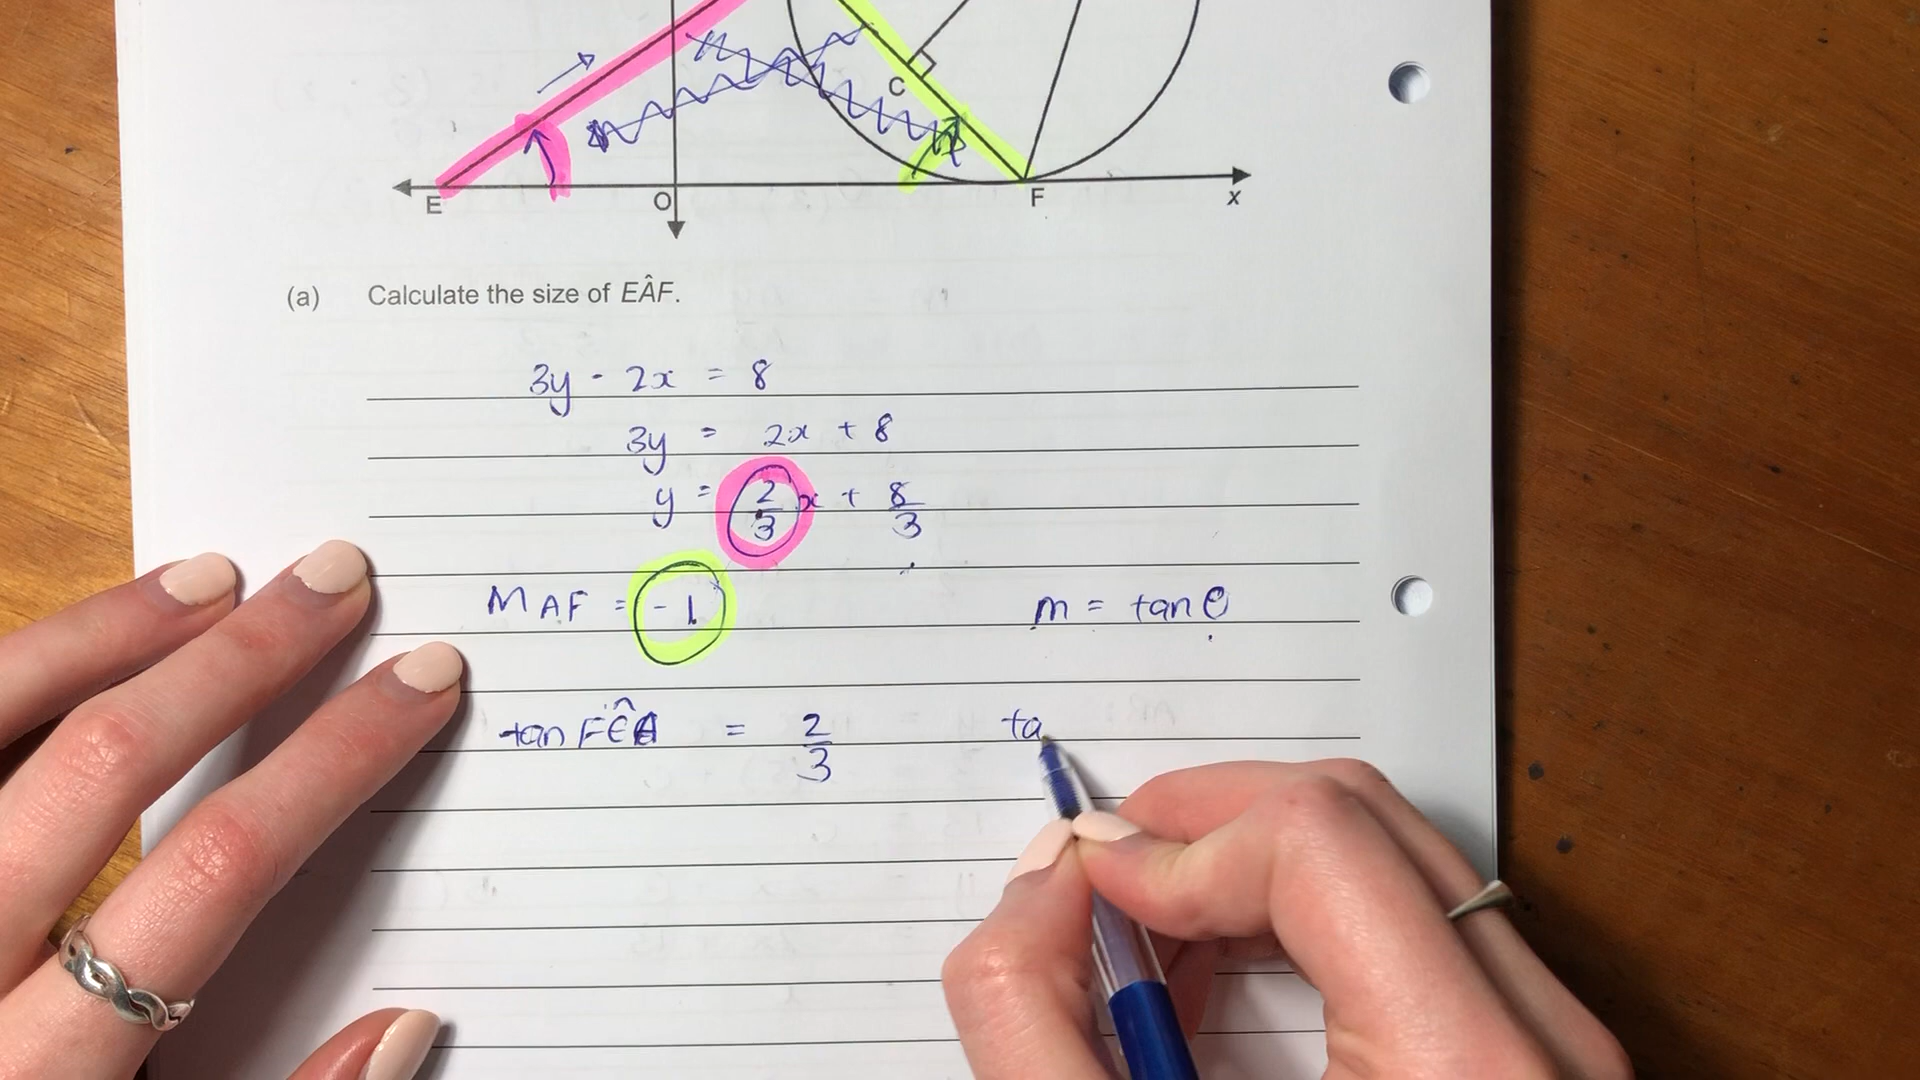 C
E
O
F
x
(a) Calculate the size of EÂF.
3y - 2x = 8
3y = 2x + 8
y = 2/3 x + 8/3
MAF = -1
m = tan θ
tan FÊA = 2/3
ta